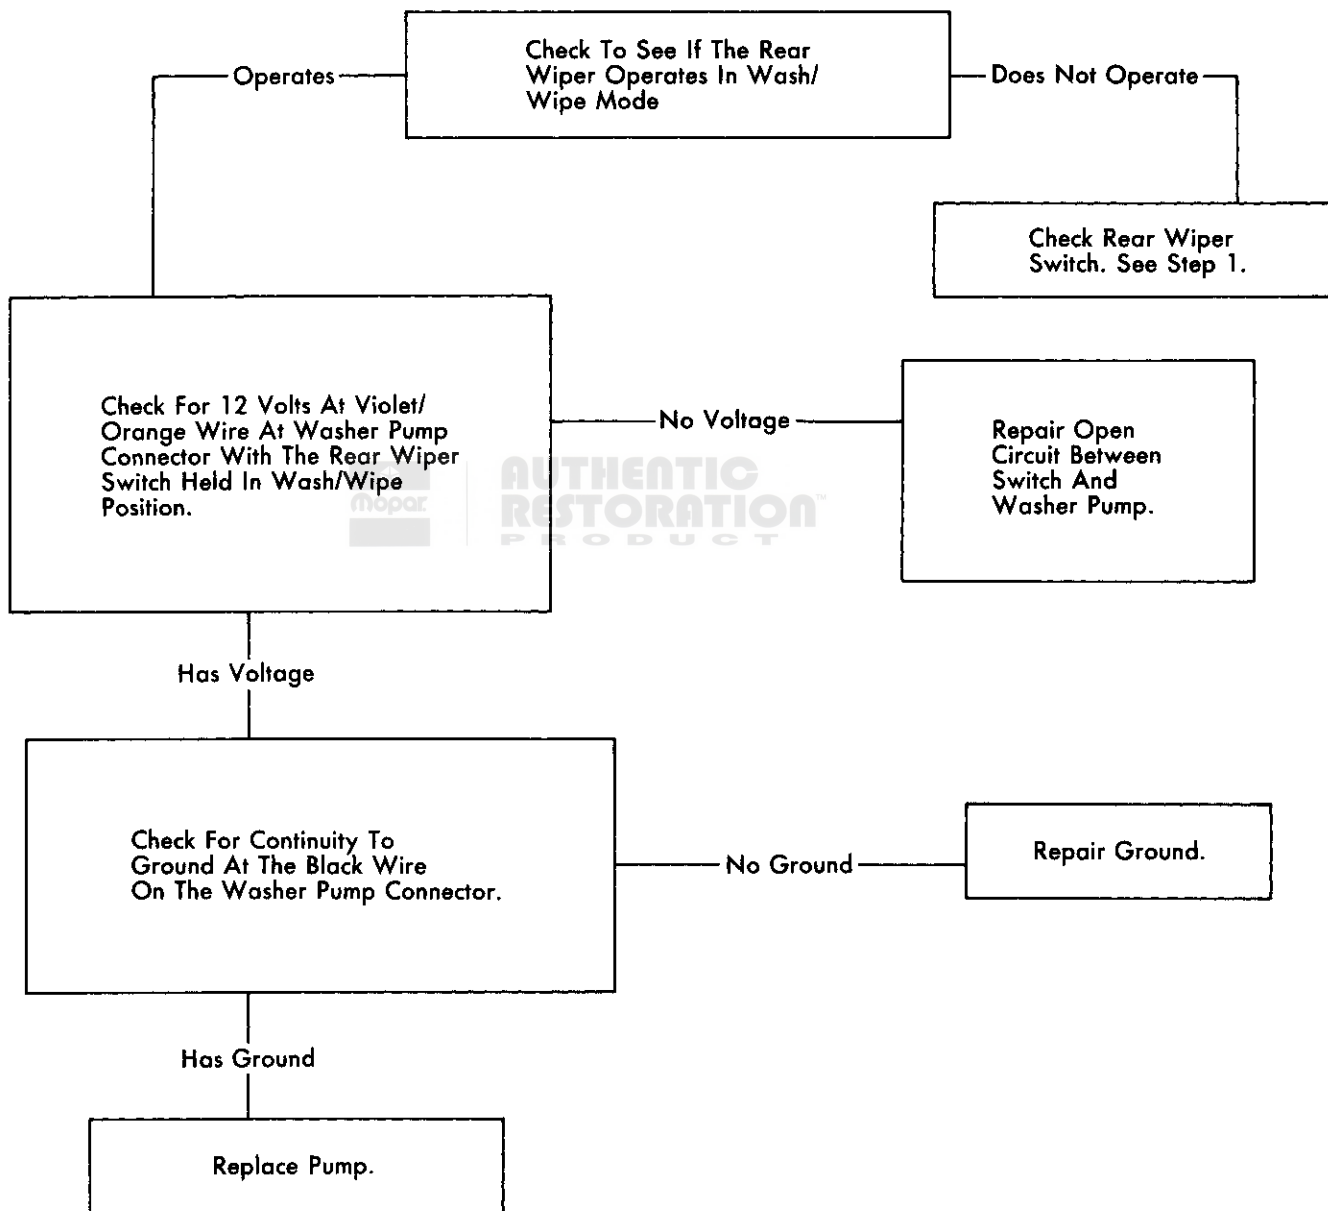 Check To See If The Rear
Wiper Operates In Wash/
Wipe Mode
Operates
Does Not Operate
Check Rear Wiper
Switch. See Step 1.
Check For 12 Volts At Violet/
Orange Wire At Washer Pump
Connector With The Rear Wiper
Switch Held In Wash/Wipe
Position.
No Voltage
Repair Open
Circuit Between
Switch And
Washer Pump.
Mopar
AUTHENTIC
RESTORATION™
PRODUCT
Has Voltage
Check For Continuity To
Ground At The Black Wire
On The Washer Pump Connector.
No Ground
Repair Ground.
Has Ground
Replace Pump.